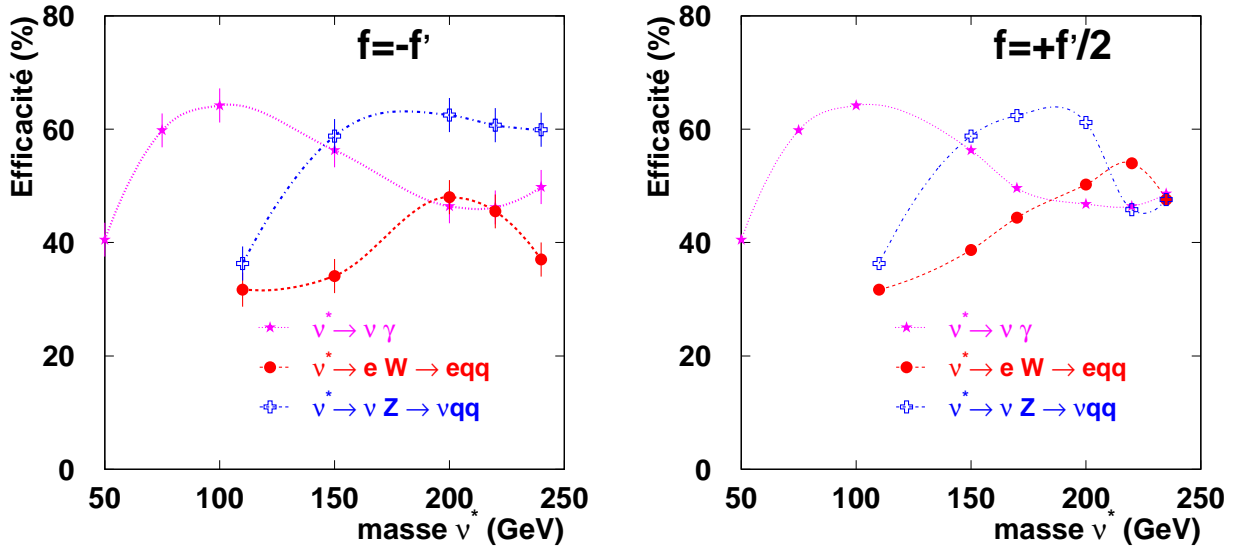 Efficacité (%)
80
60
40
20
0
f=-f'
ν* → ν γ
ν* → e W → eqq
ν* → ν Z → νqq
50 100 150 200 250
masse ν* (GeV)
Efficacité (%)
80
60
40
20
0
f=+f'/2
ν* → ν γ
ν* → e W → eqq
ν* → ν Z → νqq
50 100 150 200 250
masse ν* (GeV)